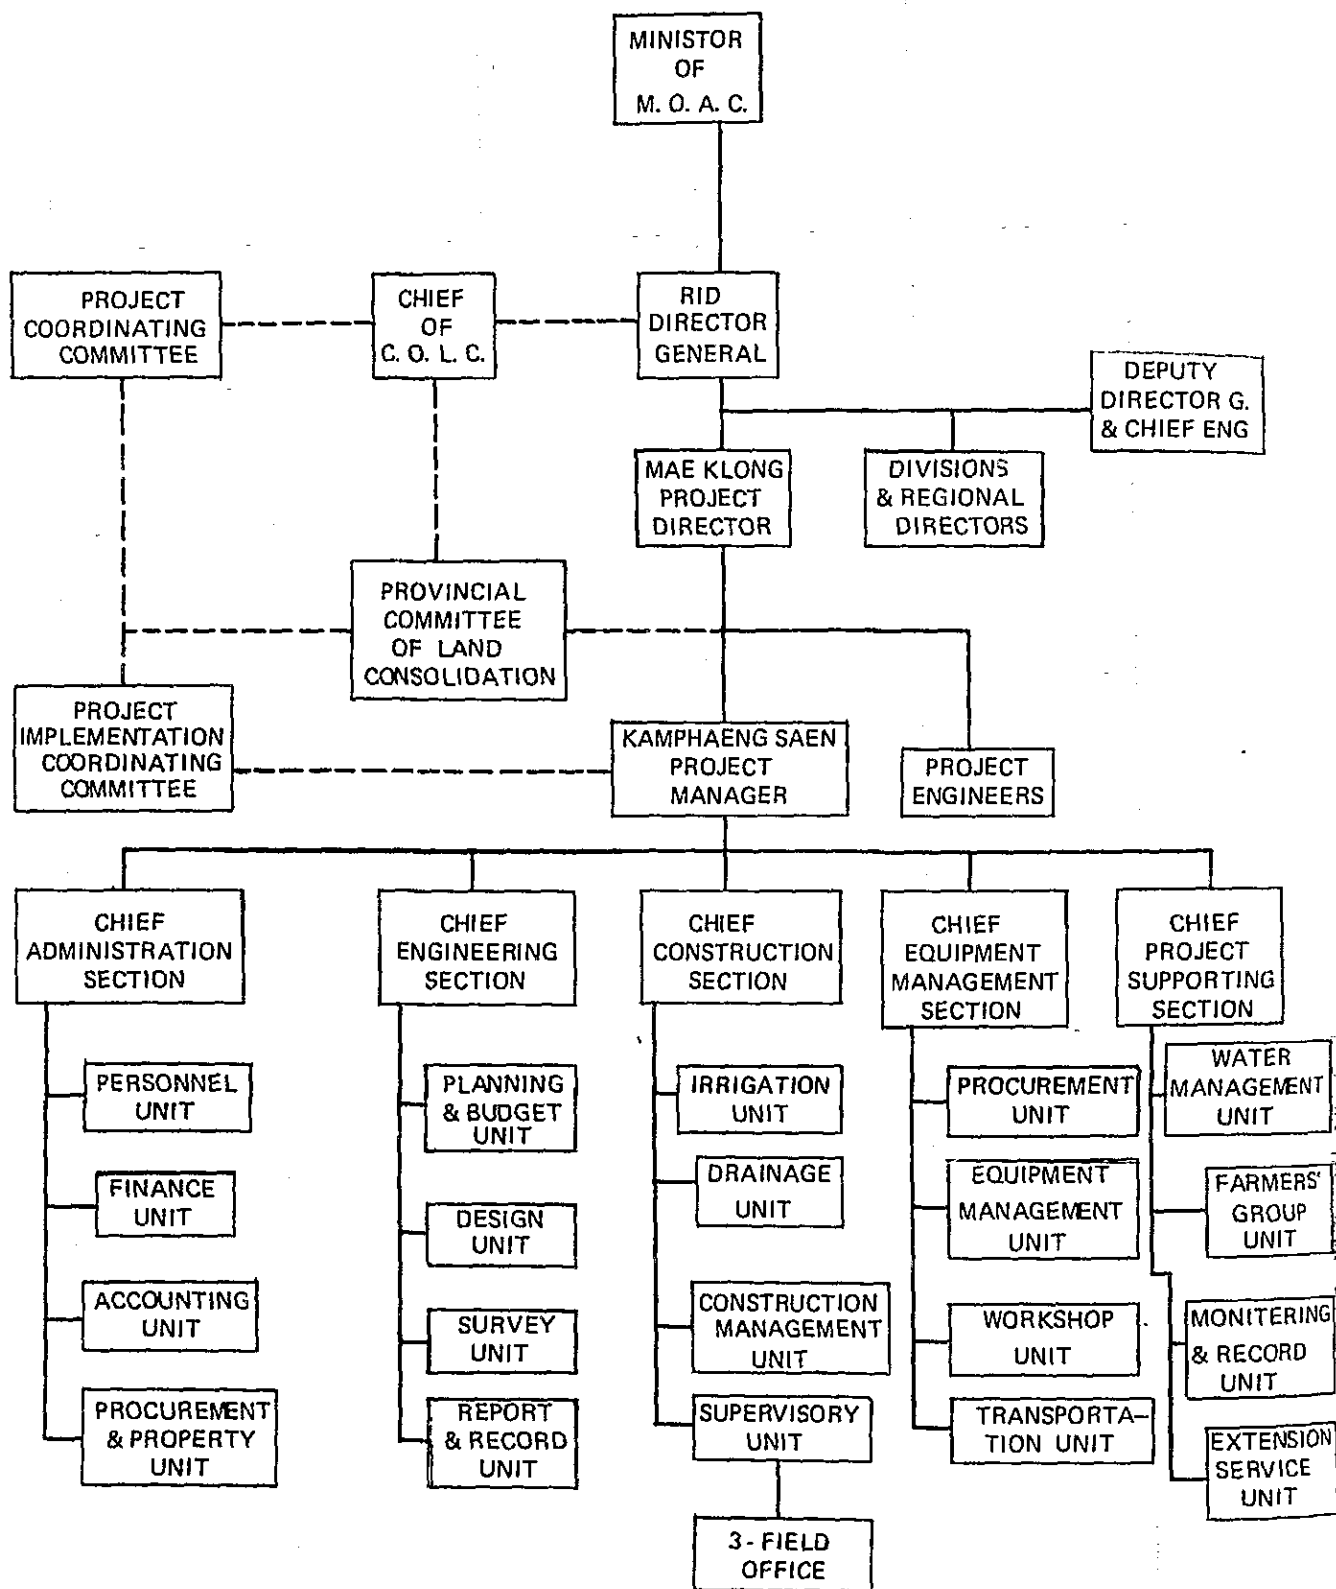 MINISTOR
OF
M. O. A. C.
PROJECT
COORDINATING
COMMITTEE
CHIEF
OF
C. O. L. C.
RID
DIRECTOR
GENERAL
DEPUTY
DIRECTOR G.
& CHIEF ENG
MAE KLONG
PROJECT
DIRECTOR
DIVISIONS
& REGIONAL
DIRECTORS
PROVINCIAL
COMMITTEE
OF LAND
CONSOLIDATION
PROJECT
IMPLEMENTATION
COORDINATING
COMMITTEE
KAMPHAENG SAEN
PROJECT
MANAGER
PROJECT
ENGINEERS
CHIEF
ADMINISTRATION
SECTION
CHIEF
ENGINEERING
SECTION
CHIEF
CONSTRUCTION
SECTION
CHIEF
EQUIPMENT
MANAGEMENT
SECTION
CHIEF
PROJECT
SUPPORTING
SECTION
PERSONNEL
UNIT
FINANCE
UNIT
ACCOUNTING
UNIT
PROCUREMENT
& PROPERTY
UNIT
PLANNING
& BUDGET
UNIT
DESIGN
UNIT
SURVEY
UNIT
REPORT
& RECORD
UNIT
IRRIGATION
UNIT
DRAINAGE
UNIT
CONSTRUCTION
MANAGEMENT
UNIT
SUPERVISORY
UNIT
3 - FIELD
OFFICE
PROCUREMENT
UNIT
EQUIPMENT
MANAGEMENT
UNIT
WORKSHOP
UNIT
TRANSPORTA-
TION UNIT
WATER
MANAGEMENT
UNIT
FARMERS'
GROUP
UNIT
MONITERING
& RECORD
UNIT
EXTENSION
SERVICE
UNIT